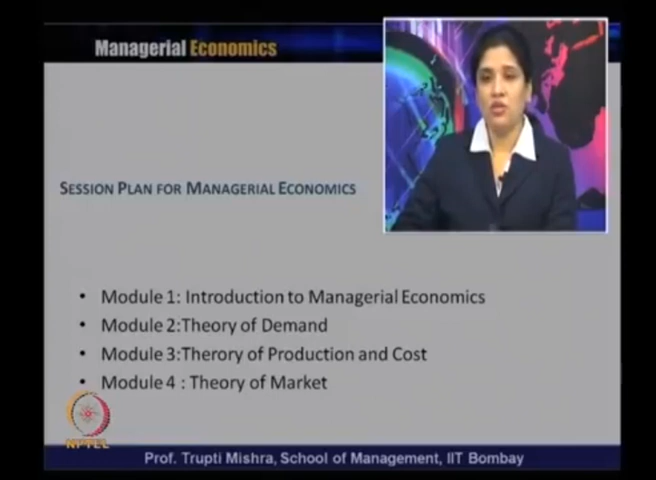 Managerial Economics
SESSION PLAN FOR MANAGERIAL ECONOMICS
• Module 1: Introduction to Managerial Economics
• Module 2:Theory of Demand
• Module 3:Therory of Production and Cost
• Module 4 : Theory of Market
NPTEL
Prof. Trupti Mishra, School of Management, IIT Bombay